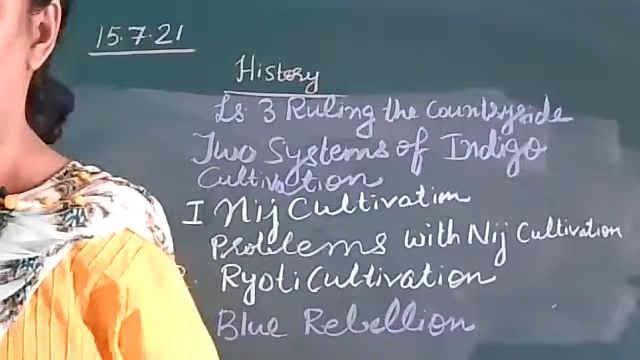 15.7.21
History
Ls. 3 Ruling the Countryside
Two Systems of Indigo
Cultivation
I Nij Cultivation
Problems with Nij Cultivation
Ryoti Cultivation
Blue Rebellion